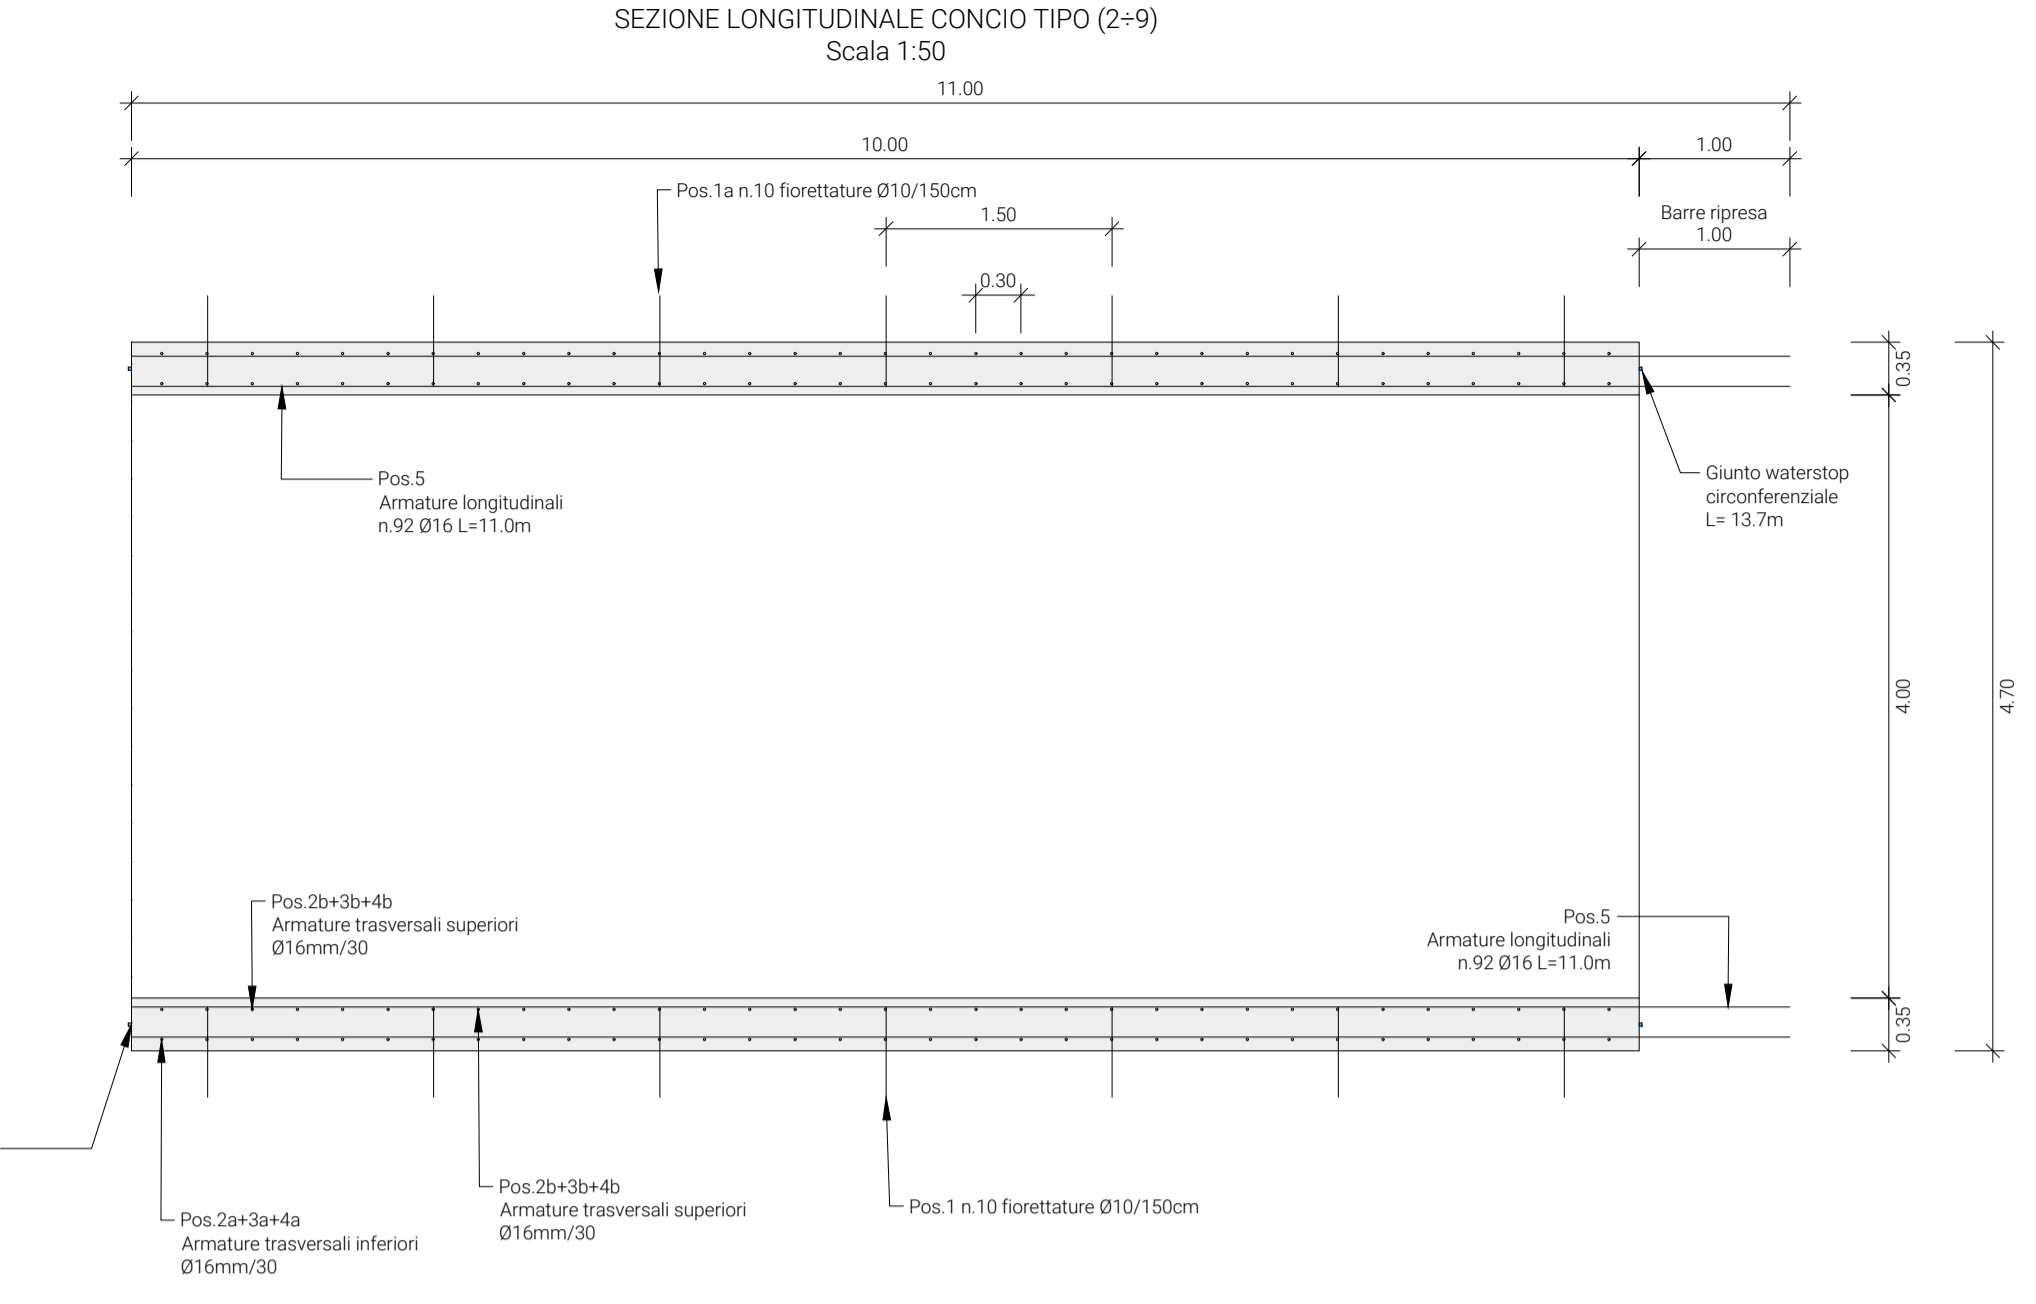 SEZIONE LONGITUDINALE CONCIO TIPO (2÷9)
Scala 1:50
11.00
10.00
1.00
Pos.1a n.10 fiorettature Ø10/150cm
1.50
Barre ripresa
1.00
0.30
0.35
Pos.5
Armature longitudinali
n.92 Ø16 L=11.0m
Giunto waterstop
circonferenziale
L= 13.7m
4.00
4.70
Pos.2b+3b+4b
Armature trasversali superiori
Ø16mm/30
Pos.5
Armature longitudinali
n.92 Ø16 L=11.0m
0.35
Pos.2b+3b+4b
Armature trasversali superiori
Ø16mm/30
Pos.1 n.10 fiorettature Ø10/150cm
Pos.2a+3a+4a
Armature trasversali inferiori
Ø16mm/30